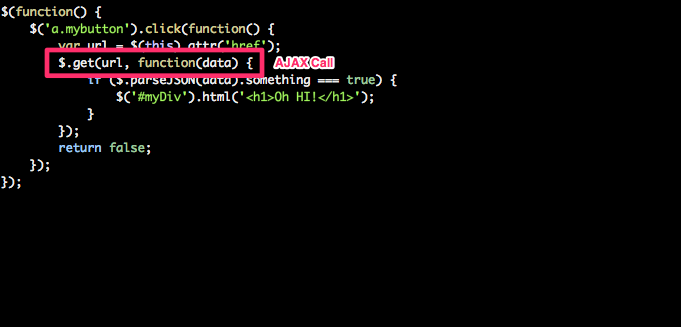 $(function() {
$('a.mybutton').click(function() {
var url = $(this).attr('href');
$.get(url, function(data) { AJAX Call
if ($.parseJSON(data).something === true) {
$('#myDiv').html('<h1>Oh HI!</h1>');
}
});
return false;
});
});